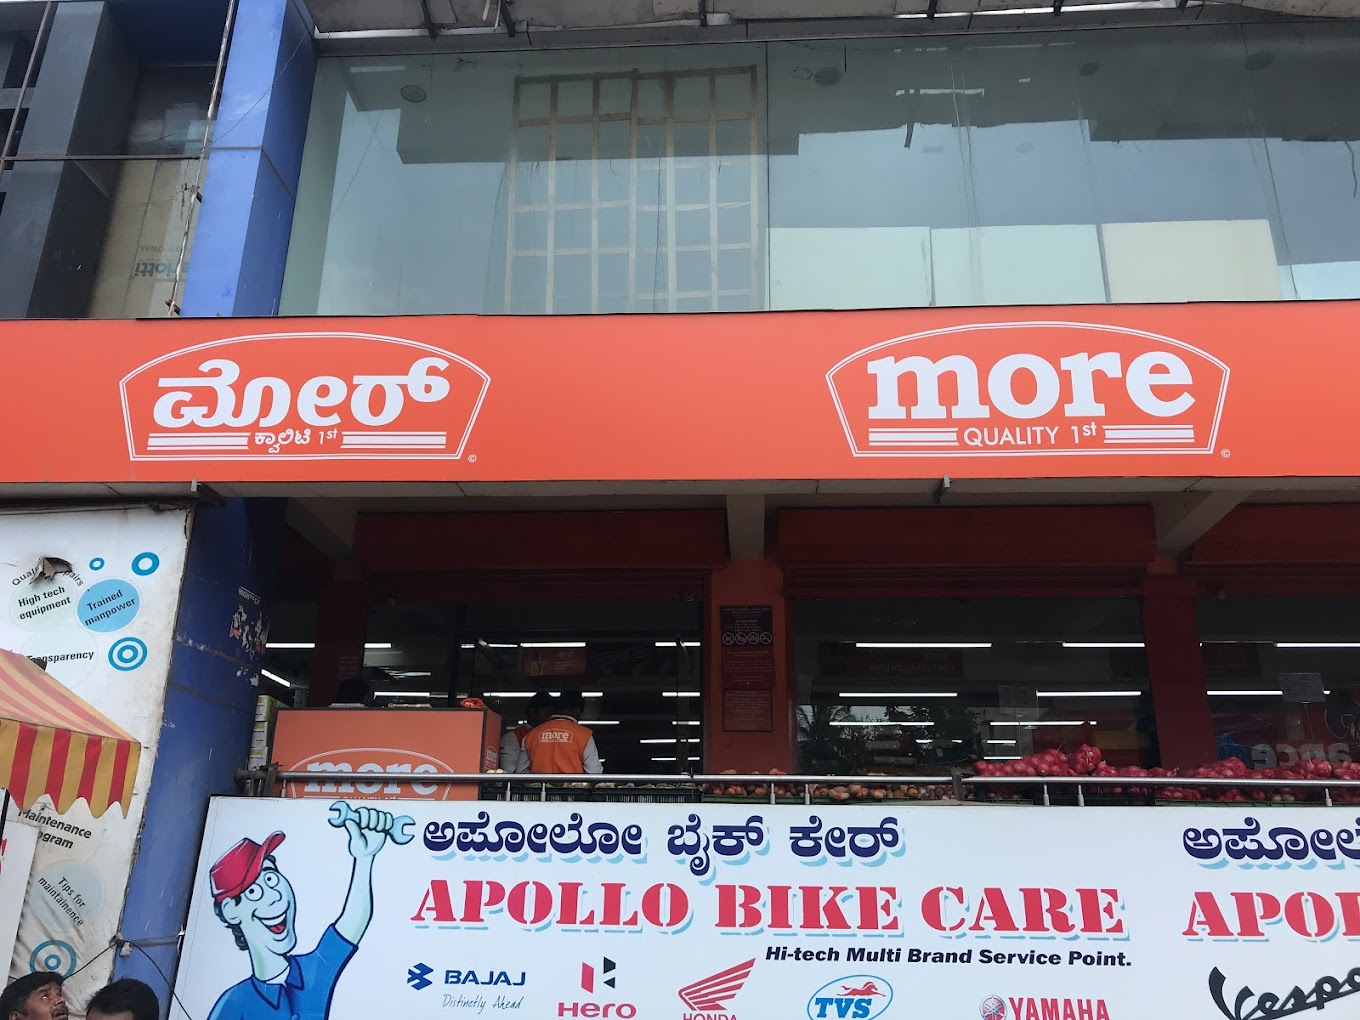 ಮೋರ್
ಕ್ವಾಲಿಟಿ 1st
©
more
QUALITY 1st
©
High tech
equipment
Trained
manpower
Transparency
Maintenance
Tips for
maintainence
more
more
ಅಪೋಲೋ ಬೈಕ್ ಕೇರ್
APOLLO BIKE CARE
Hi-tech Multi Brand Service Point.
BAJAJ
Distinctly Ahead
Hero
HONDA
TVS
YAMAHA
Vespa